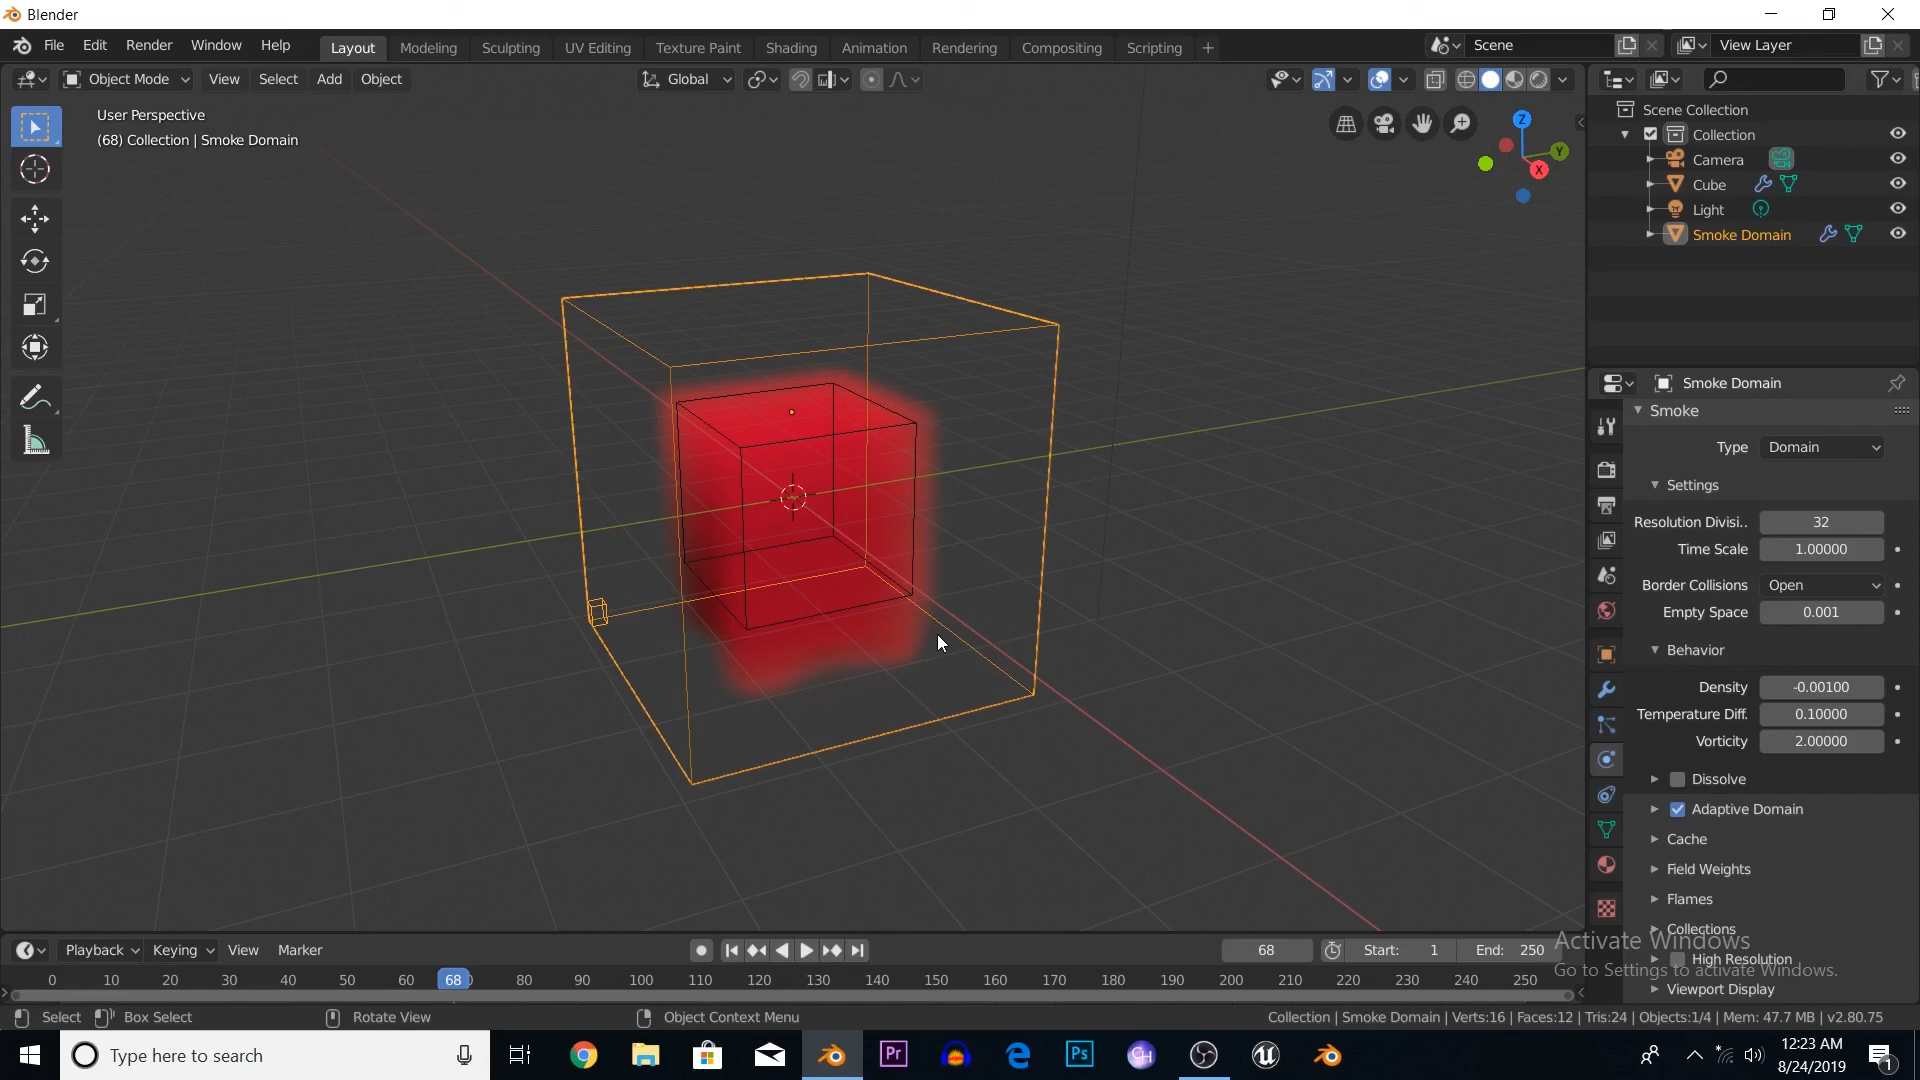 Blender
File Edit Render Window Help Layout Modeling Sculpting UV Editing Texture Paint Shading Animation Rendering Compositing Scripting + Scene View Layer
Object Mode View Select Add Object Global
User Perspective
(68) Collection | Smoke Domain
Z
Y
X
Scene Collection
Collection
Camera
Cube
Light
Smoke Domain
Smoke Domain
Smoke
Type Domain
Settings
Resolution Divisi.. 32
Time Scale 1.00000
Border Collisions Open
Empty Space 0.001
Behavior
Density -0.00100
Temperature Diff. 0.10000
Vorticity 2.00000
Dissolve
Adaptive Domain
Cache
Field Weights
Flames
Collections
High Resolution
Viewport Display
Activate Windows
Go to Settings to activate Windows.
Playback Keying View Marker 68 Start: 1 End: 250
0 10 20 30 40 50 60 68 80 90 100 110 120 130 140 150 160 170 180 190 200 210 220 230 240 250
Select Box Select Rotate View Object Context Menu Collection | Smoke Domain | Verts:16 | Faces:12 | Tris:24 | Objects:1/4 | Mem: 47.7 MB | v2.80.75
Type here to search Pr Ps CH 12:23 AM
8/24/2019 1